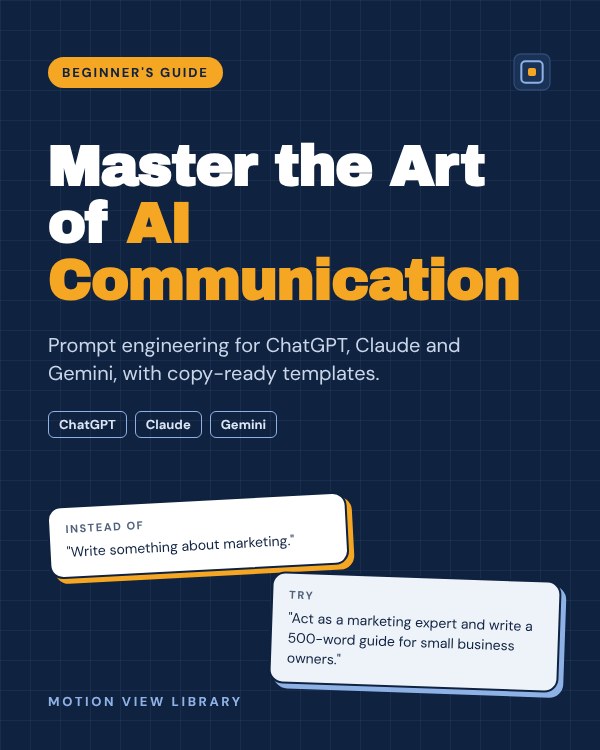 BEGINNER'S GUIDE
Master the Art
of AI
Communication
Prompt engineering for ChatGPT, Claude and
Gemini, with copy-ready templates.
ChatGPT Claude Gemini
INSTEAD OF
"Write something about marketing."
TRY
"Act as a marketing expert and write a
500-word guide for small business
owners."
MOTION VIEW LIBRARY